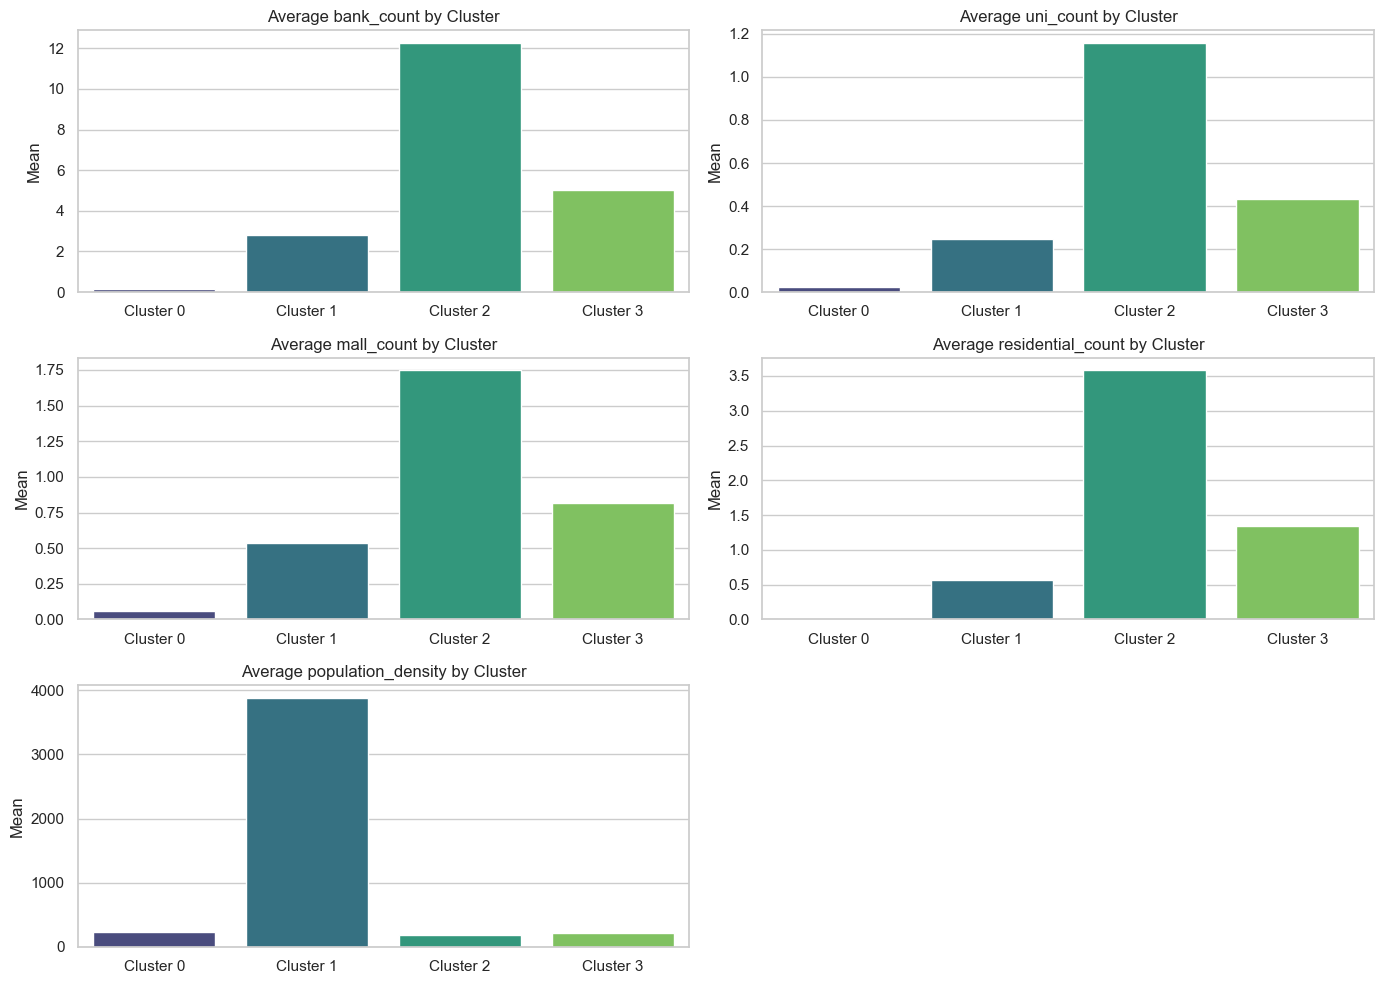 Average bank_count by Cluster
Mean
12
10
8
6
4
2
0
Cluster 0 Cluster 1 Cluster 2 Cluster 3
Average uni_count by Cluster
Mean
1.2
1.0
0.8
0.6
0.4
0.2
0.0
Cluster 0 Cluster 1 Cluster 2 Cluster 3
Average mall_count by Cluster
Mean
1.75
1.50
1.25
1.00
0.75
0.50
0.25
0.00
Cluster 0 Cluster 1 Cluster 2 Cluster 3
Average residential_count by Cluster
Mean
3.5
3.0
2.5
2.0
1.5
1.0
0.5
0.0
Cluster 0 Cluster 1 Cluster 2 Cluster 3
Average population_density by Cluster
Mean
4000
3000
2000
1000
0
Cluster 0 Cluster 1 Cluster 2 Cluster 3